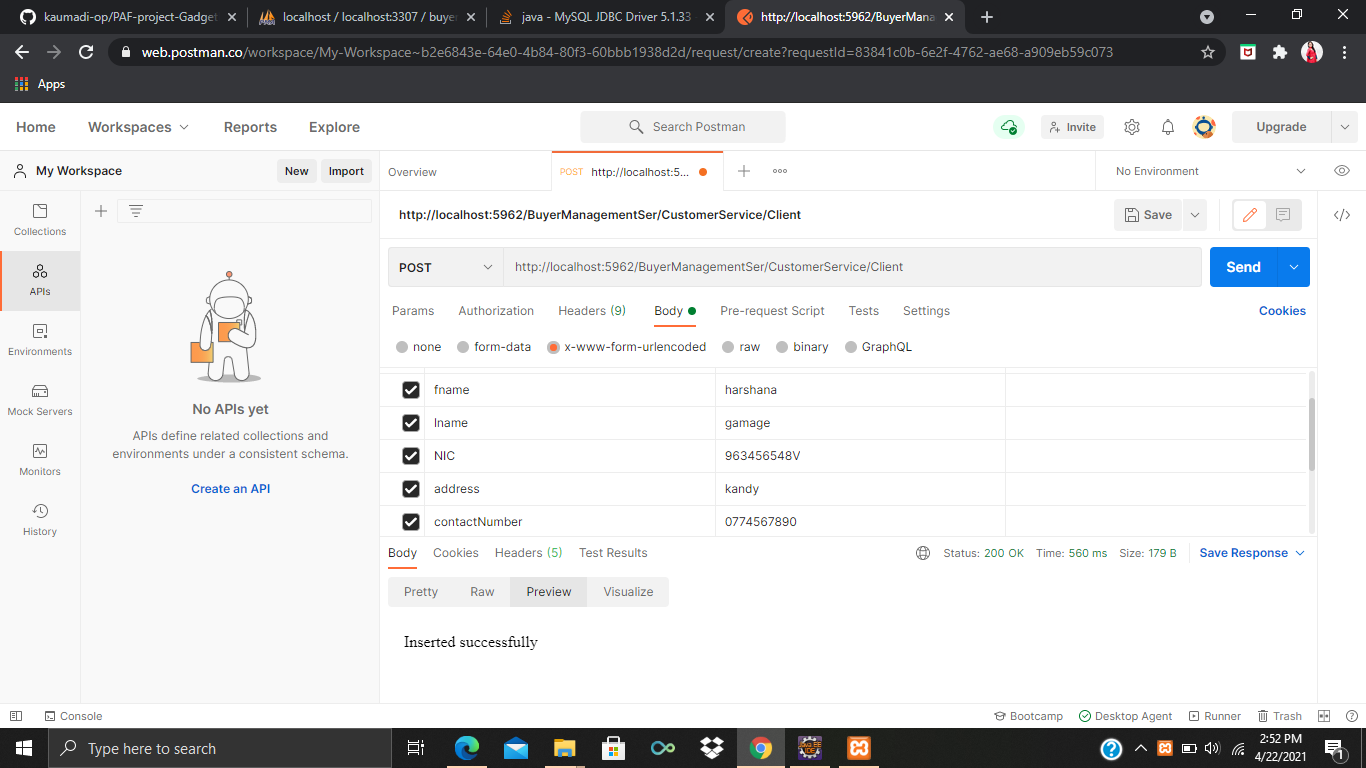 kaumadi-op/PAF-project-Gadget
localhost / localhost:3307 / buyer
java - MySQL JDBC Driver 5.1.33
http://localhost:5962/BuyerMana
web.postman.co/workspace/My-Workspace~b2e6843e-64e0-4b84-80f3-60bbb1938d2d/request/create?requestId=83841c0b-6e2f-4762-ae68-a909eb59c073
Apps
Home Workspaces Reports Explore Search Postman Invite Upgrade
My Workspace New Import Overview POST http://localhost:5... No Environment
Collections
APIs
Environments
Mock Servers
Monitors
History
No APIs yet
APIs define related collections and
environments under a consistent schema.
Create an API
http://localhost:5962/BuyerManagementSer/CustomerService/Client Save
POST http://localhost:5962/BuyerManagementSer/CustomerService/Client Send
Params Authorization Headers (9) Body Pre-request Script Tests Settings Cookies
none form-data x-www-form-urlencoded raw binary GraphQL
fname harshana
lname gamage
NIC 963456548V
address kandy
contactNumber 0774567890
Body Cookies Headers (5) Test Results Status: 200 OK Time: 560 ms Size: 179 B Save Response
Pretty Raw Preview Visualize
Inserted successfully
Console Bootcamp Desktop Agent Runner Trash
Type here to search
2:52 PM
4/22/2021
1